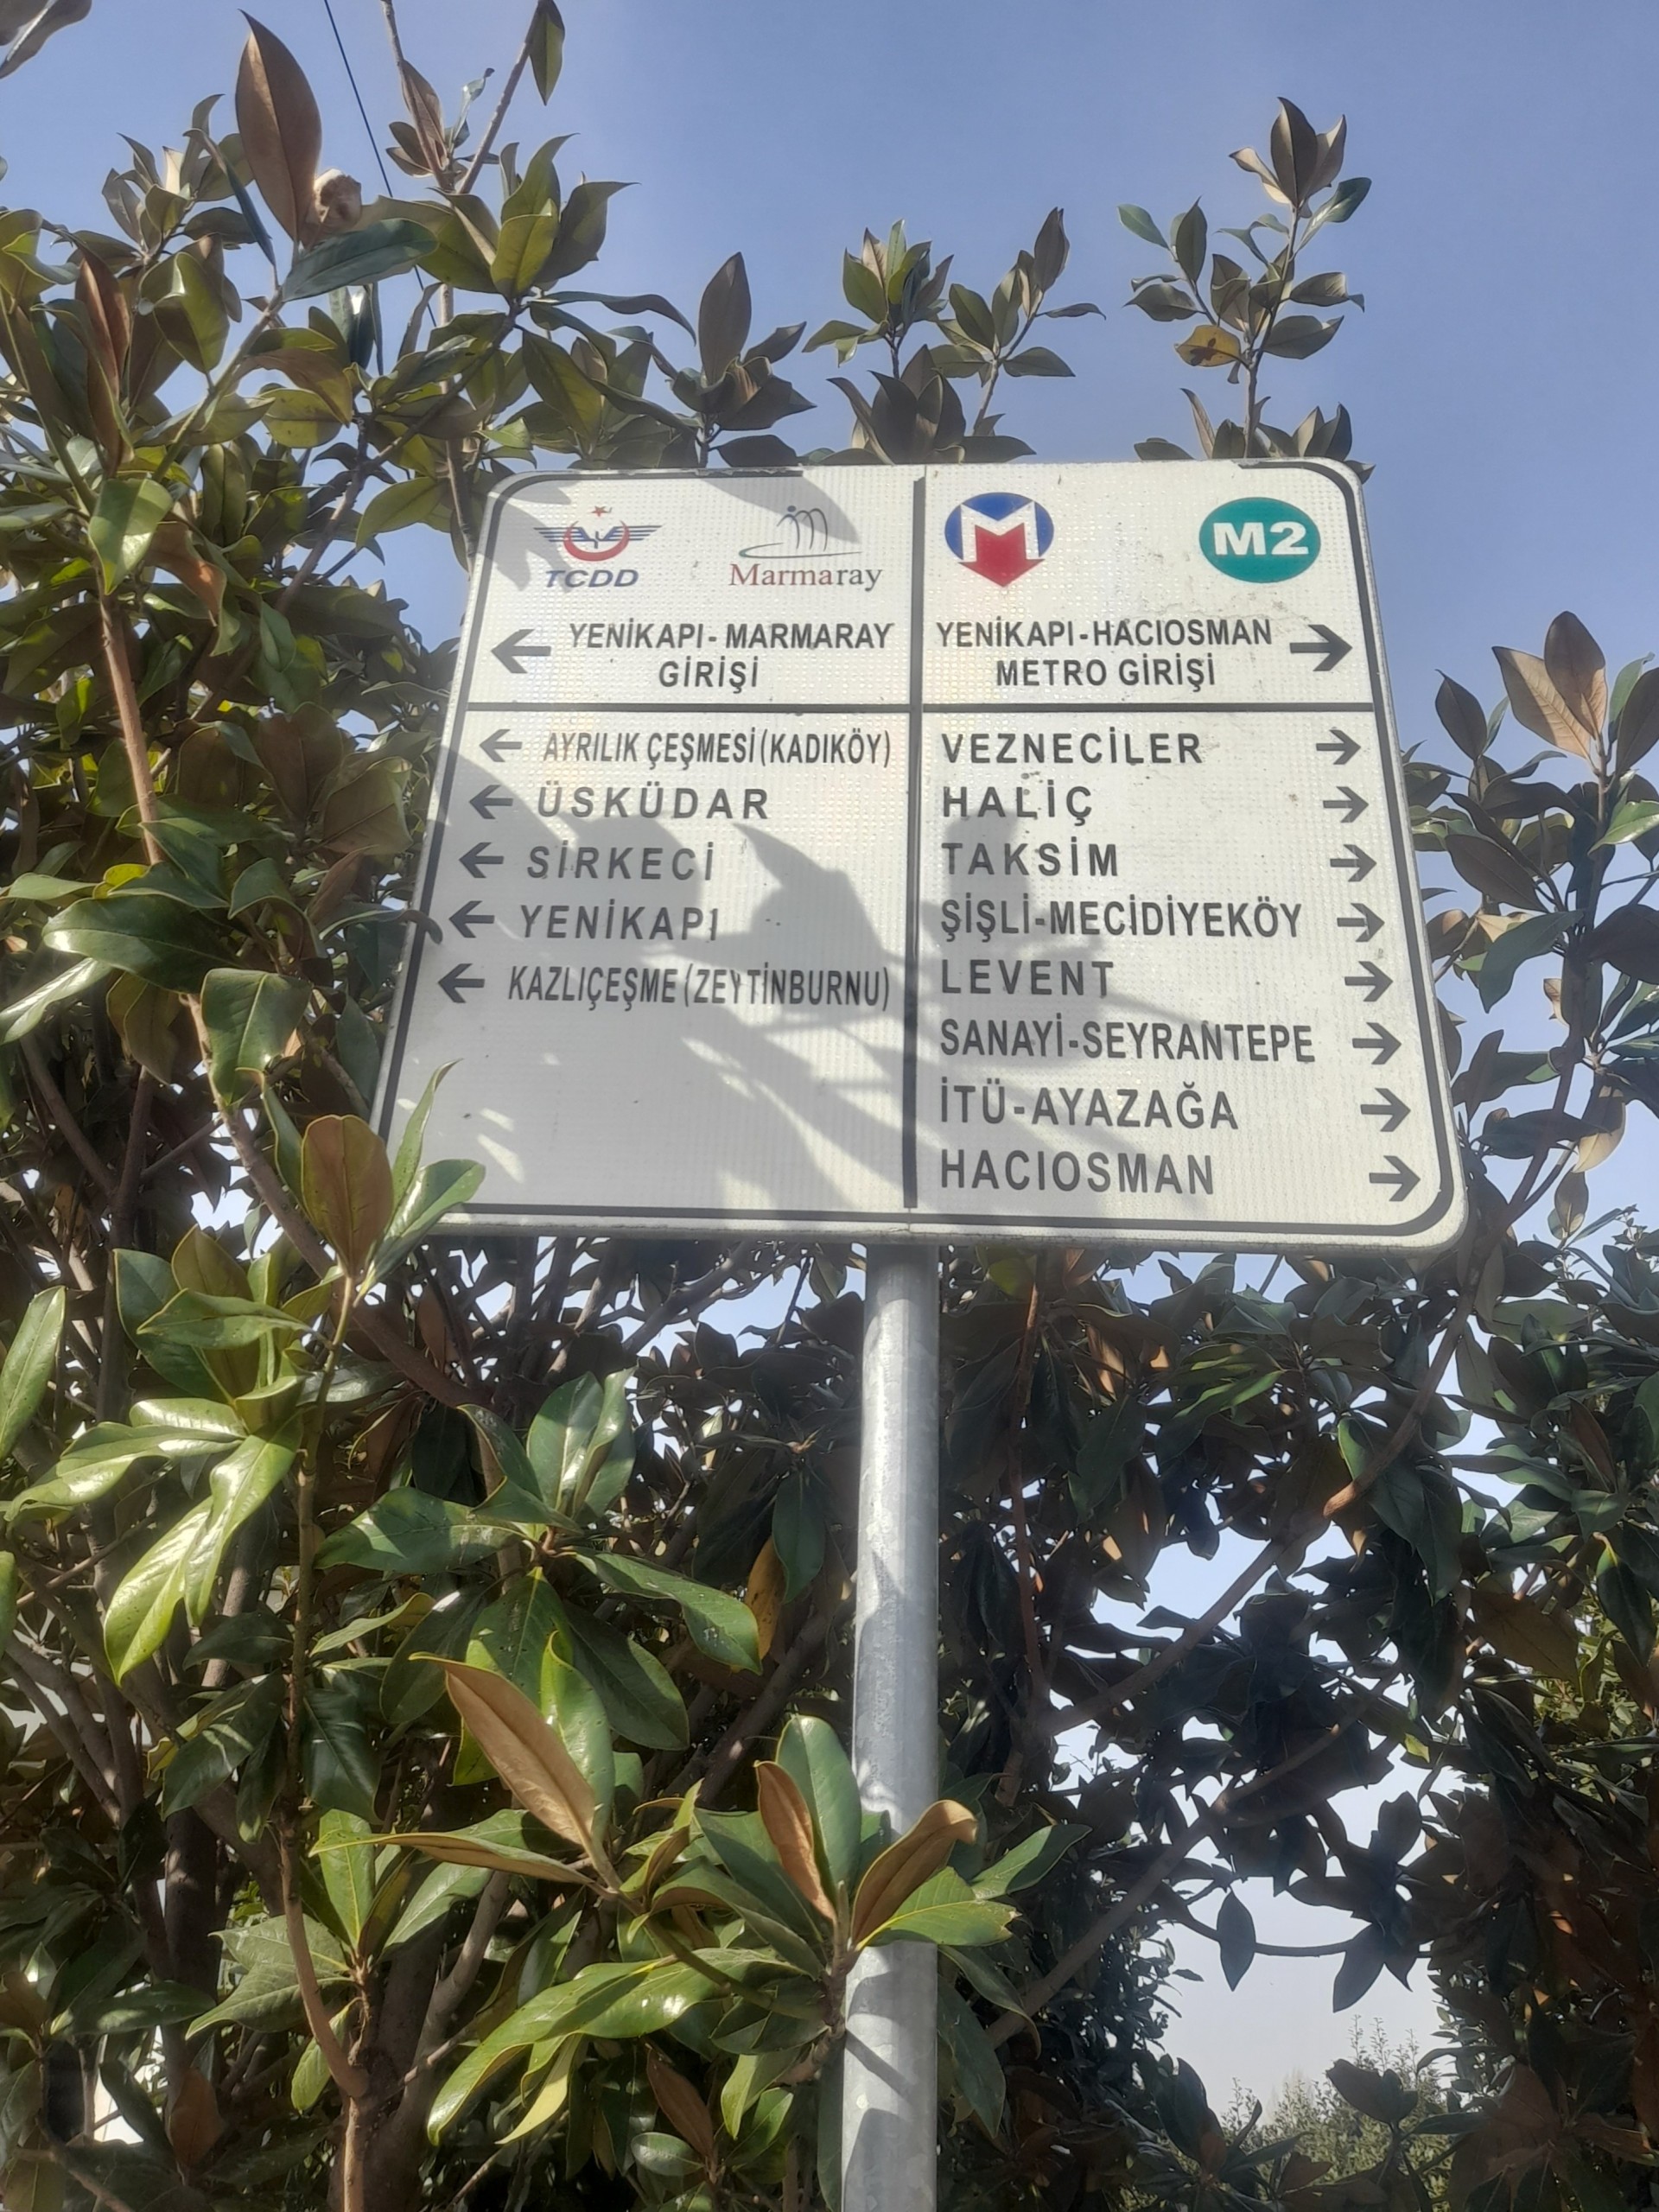 TCDD
Marmaray
YENİKAPI - MARMARAY
GİRİŞİ
AYRILIK ÇEŞMESİ (KADIKÖY)
ÜSKÜDAR
SİRKECİ
YENİKAPI
KAZLIÇEŞME (ZEYTİNBURNU)
M
M2
YENİKAPI - HACIOSMAN
METRO GİRİŞİ
VEZNECİLER
HALİÇ
TAKSİM
ŞİŞLİ-MECİDİYEKÖY
LEVENT
SANAYİ-SEYRANTEPE
İTÜ-AYAZAĞA
HACIOSMAN